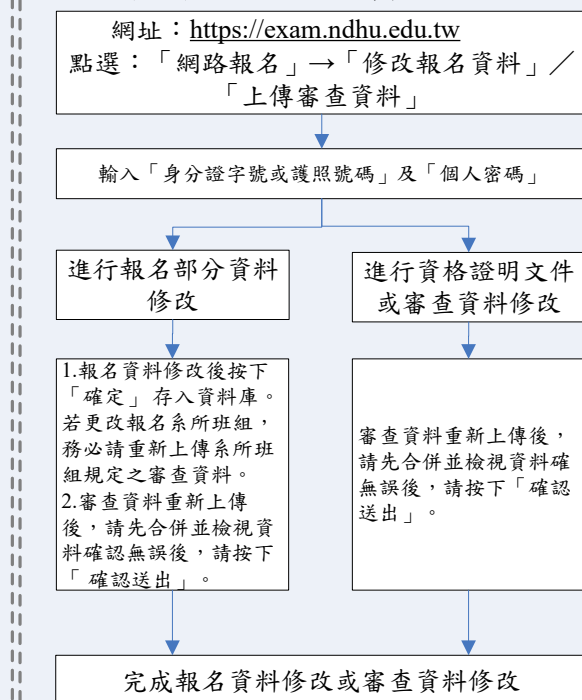 網址：https://exam.ndhu.edu.tw
點選：「網路報名」→「修改報名資料」／
「上傳審查資料」
輸入「身分證字號或護照號碼」及「個人密碼」
進行報名部分資料
修改
進行資格證明文件
或審查資料修改
1.報名資料修改後按下
「確定」 存入資料庫。
若更改報名系所班組，
務必請重新上傳系所班
組規定之審查資料。
2.審查資料重新上傳
後，請先合併並檢視資
料確認無誤後，請按下
「 確認送出」。
審查資料重新上傳後，
請先合併並檢視資料確
無誤後，請按下「確認
送出」。
完成報名資料修改或審查資料修改